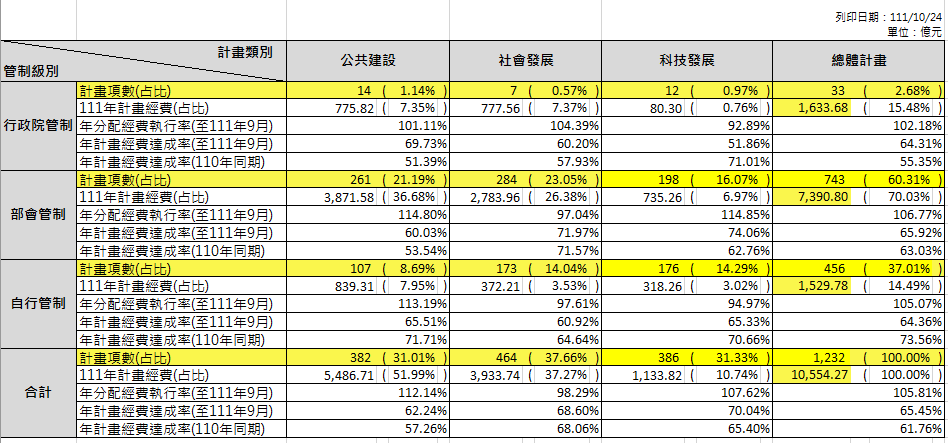 列印日期：111/10/24
單位：億元
計畫類別
管制級別
公共建設 社會發展 科技發展 總體計畫
行政院管制
計畫項數(占比) 14 ( 1.14% ) 7 ( 0.57% ) 12 ( 0.97% ) 33 ( 2.68% )
111年計畫經費(占比) 775.82 ( 7.35% ) 777.56 ( 7.37% ) 80.30 ( 0.76% ) 1,633.68 ( 15.48% )
年分配經費執行率(至111年9月) 101.11% 104.39% 92.89% 102.18%
年計畫經費達成率(至111年9月) 69.73% 60.20% 51.86% 64.31%
年計畫經費達成率(110年同期) 51.39% 57.93% 71.01% 55.35%
部會管制
計畫項數(占比) 261 ( 21.19% ) 284 ( 23.05% ) 198 ( 16.07% ) 743 ( 60.31% )
111年計畫經費(占比) 3,871.58 ( 36.68% ) 2,783.96 ( 26.38% ) 735.26 ( 6.97% ) 7,390.80 ( 70.03% )
年分配經費執行率(至111年9月) 114.80% 97.04% 114.85% 106.77%
年計畫經費達成率(至111年9月) 60.03% 71.97% 74.06% 65.92%
年計畫經費達成率(110年同期) 53.54% 71.57% 62.76% 63.03%
自行管制
計畫項數(占比) 107 ( 8.69% ) 173 ( 14.04% ) 176 ( 14.29% ) 456 ( 37.01% )
111年計畫經費(占比) 839.31 ( 7.95% ) 372.21 ( 3.53% ) 318.26 ( 3.02% ) 1,529.78 ( 14.49% )
年分配經費執行率(至111年9月) 113.19% 97.61% 94.97% 105.07%
年計畫經費達成率(至111年9月) 65.51% 60.92% 65.33% 64.36%
年計畫經費達成率(110年同期) 71.71% 64.64% 70.66% 73.56%
合計
計畫項數(占比) 382 ( 31.01% ) 464 ( 37.66% ) 386 ( 31.33% ) 1,232 ( 100.00% )
111年計畫經費(占比) 5,486.71 ( 51.99% ) 3,933.74 ( 37.27% ) 1,133.82 ( 10.74% ) 10,554.27 ( 100.00% )
年分配經費執行率(至111年9月) 112.14% 98.29% 107.62% 105.81%
年計畫經費達成率(至111年9月) 62.24% 68.60% 70.04% 65.45%
年計畫經費達成率(110年同期) 57.26% 68.06% 65.40% 61.76%